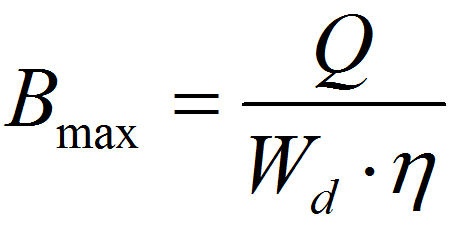 B_max = Q / (W_d · η)